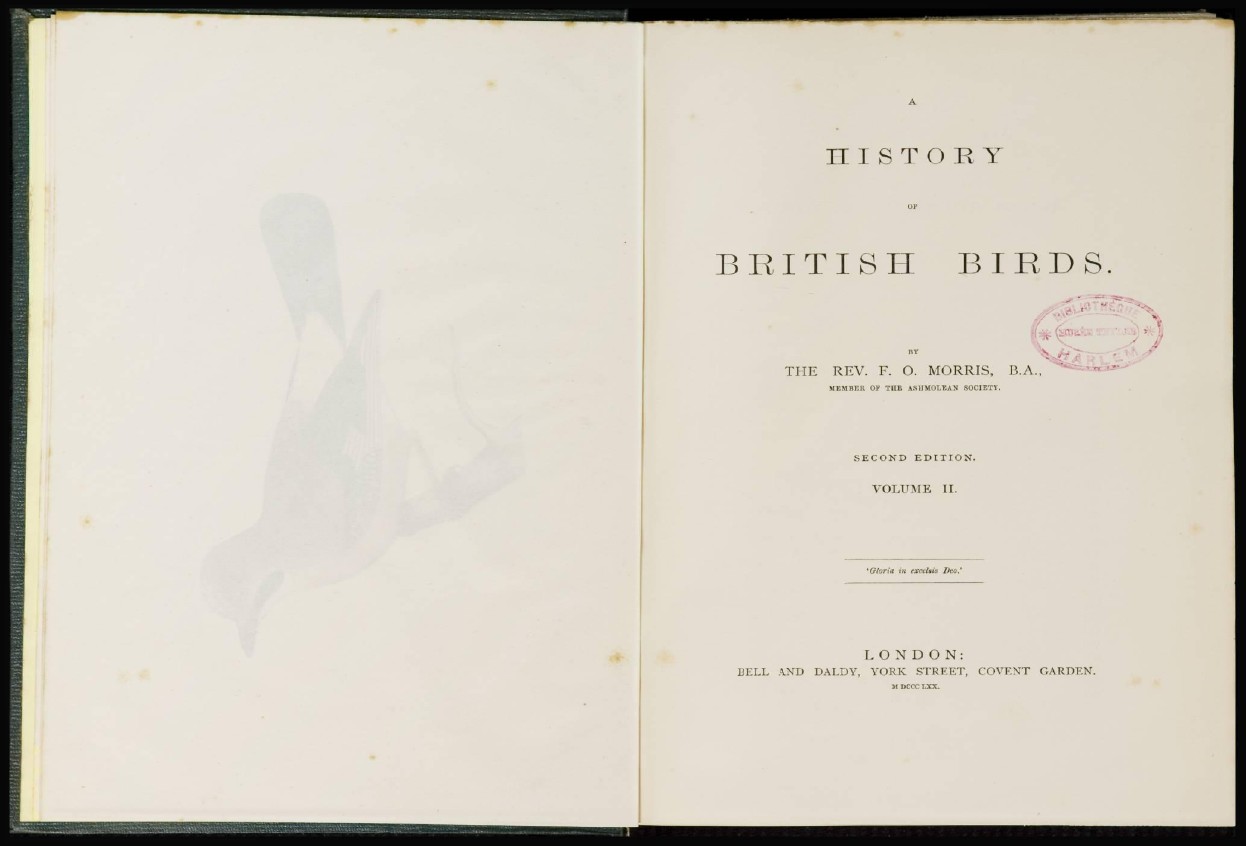 A
HISTORY
OF
BRITISH BIRDS.
BIBLIOTHÈQUE
HARLEM
BY
THE REV. F. O. MORRIS, B.A.,
MEMBER OF THE ASHMOLEAN SOCIETY.
SECOND EDITION.
VOLUME II.
'Gloria in excelsis Deo.'
LONDON:
BELL AND DALDY, YORK STREET, COVENT GARDEN.
M DCCC LXX.